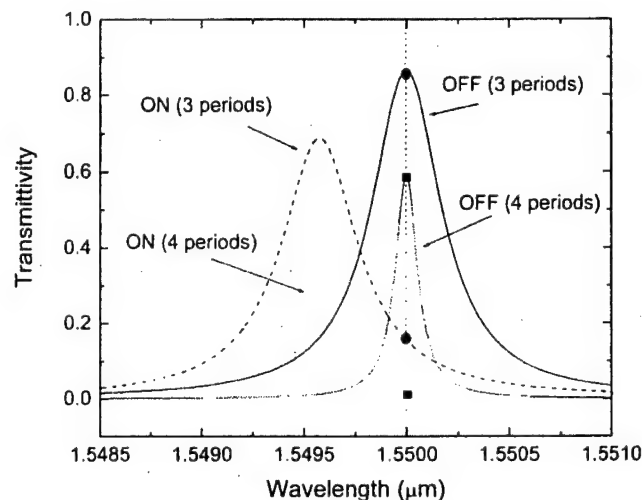 1.0
0.8
0.6
0.4
0.2
0.0
Transmittivity
ON (3 periods)
OFF (3 periods)
ON (4 periods)
OFF (4 periods)
1.5485 1.5490 1.5495 1.5500 1.5505 1.5510
Wavelength (μm)